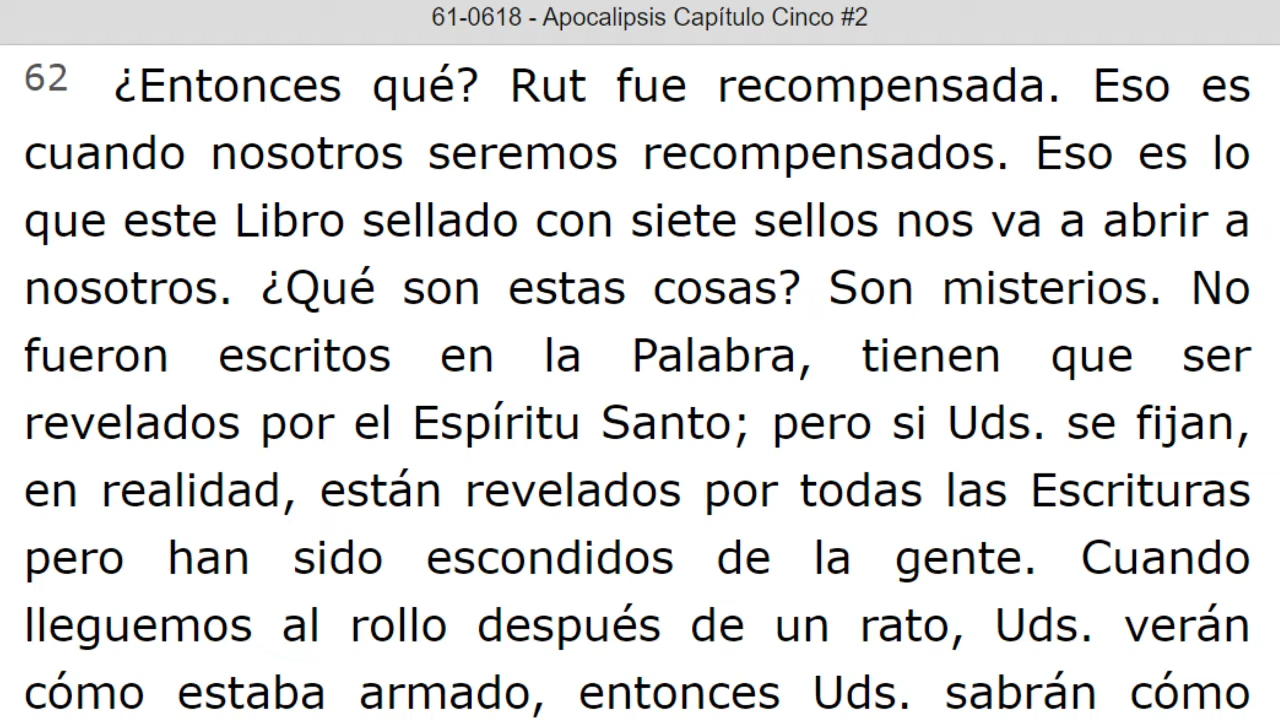 61-0618 - Apocalipsis Capítulo Cinco #2
62 ¿Entonces qué? Rut fue recompensada. Eso es
cuando nosotros seremos recompensados. Eso es lo
que este Libro sellado con siete sellos nos va a abrir a
nosotros. ¿Qué son estas cosas? Son misterios. No
fueron escritos en la Palabra, tienen que ser
revelados por el Espíritu Santo; pero si Uds. se fijan,
en realidad, están revelados por todas las Escrituras
pero han sido escondidos de la gente. Cuando
lleguemos al rollo después de un rato, Uds. verán
cómo estaba armado, entonces Uds. sabrán cómo